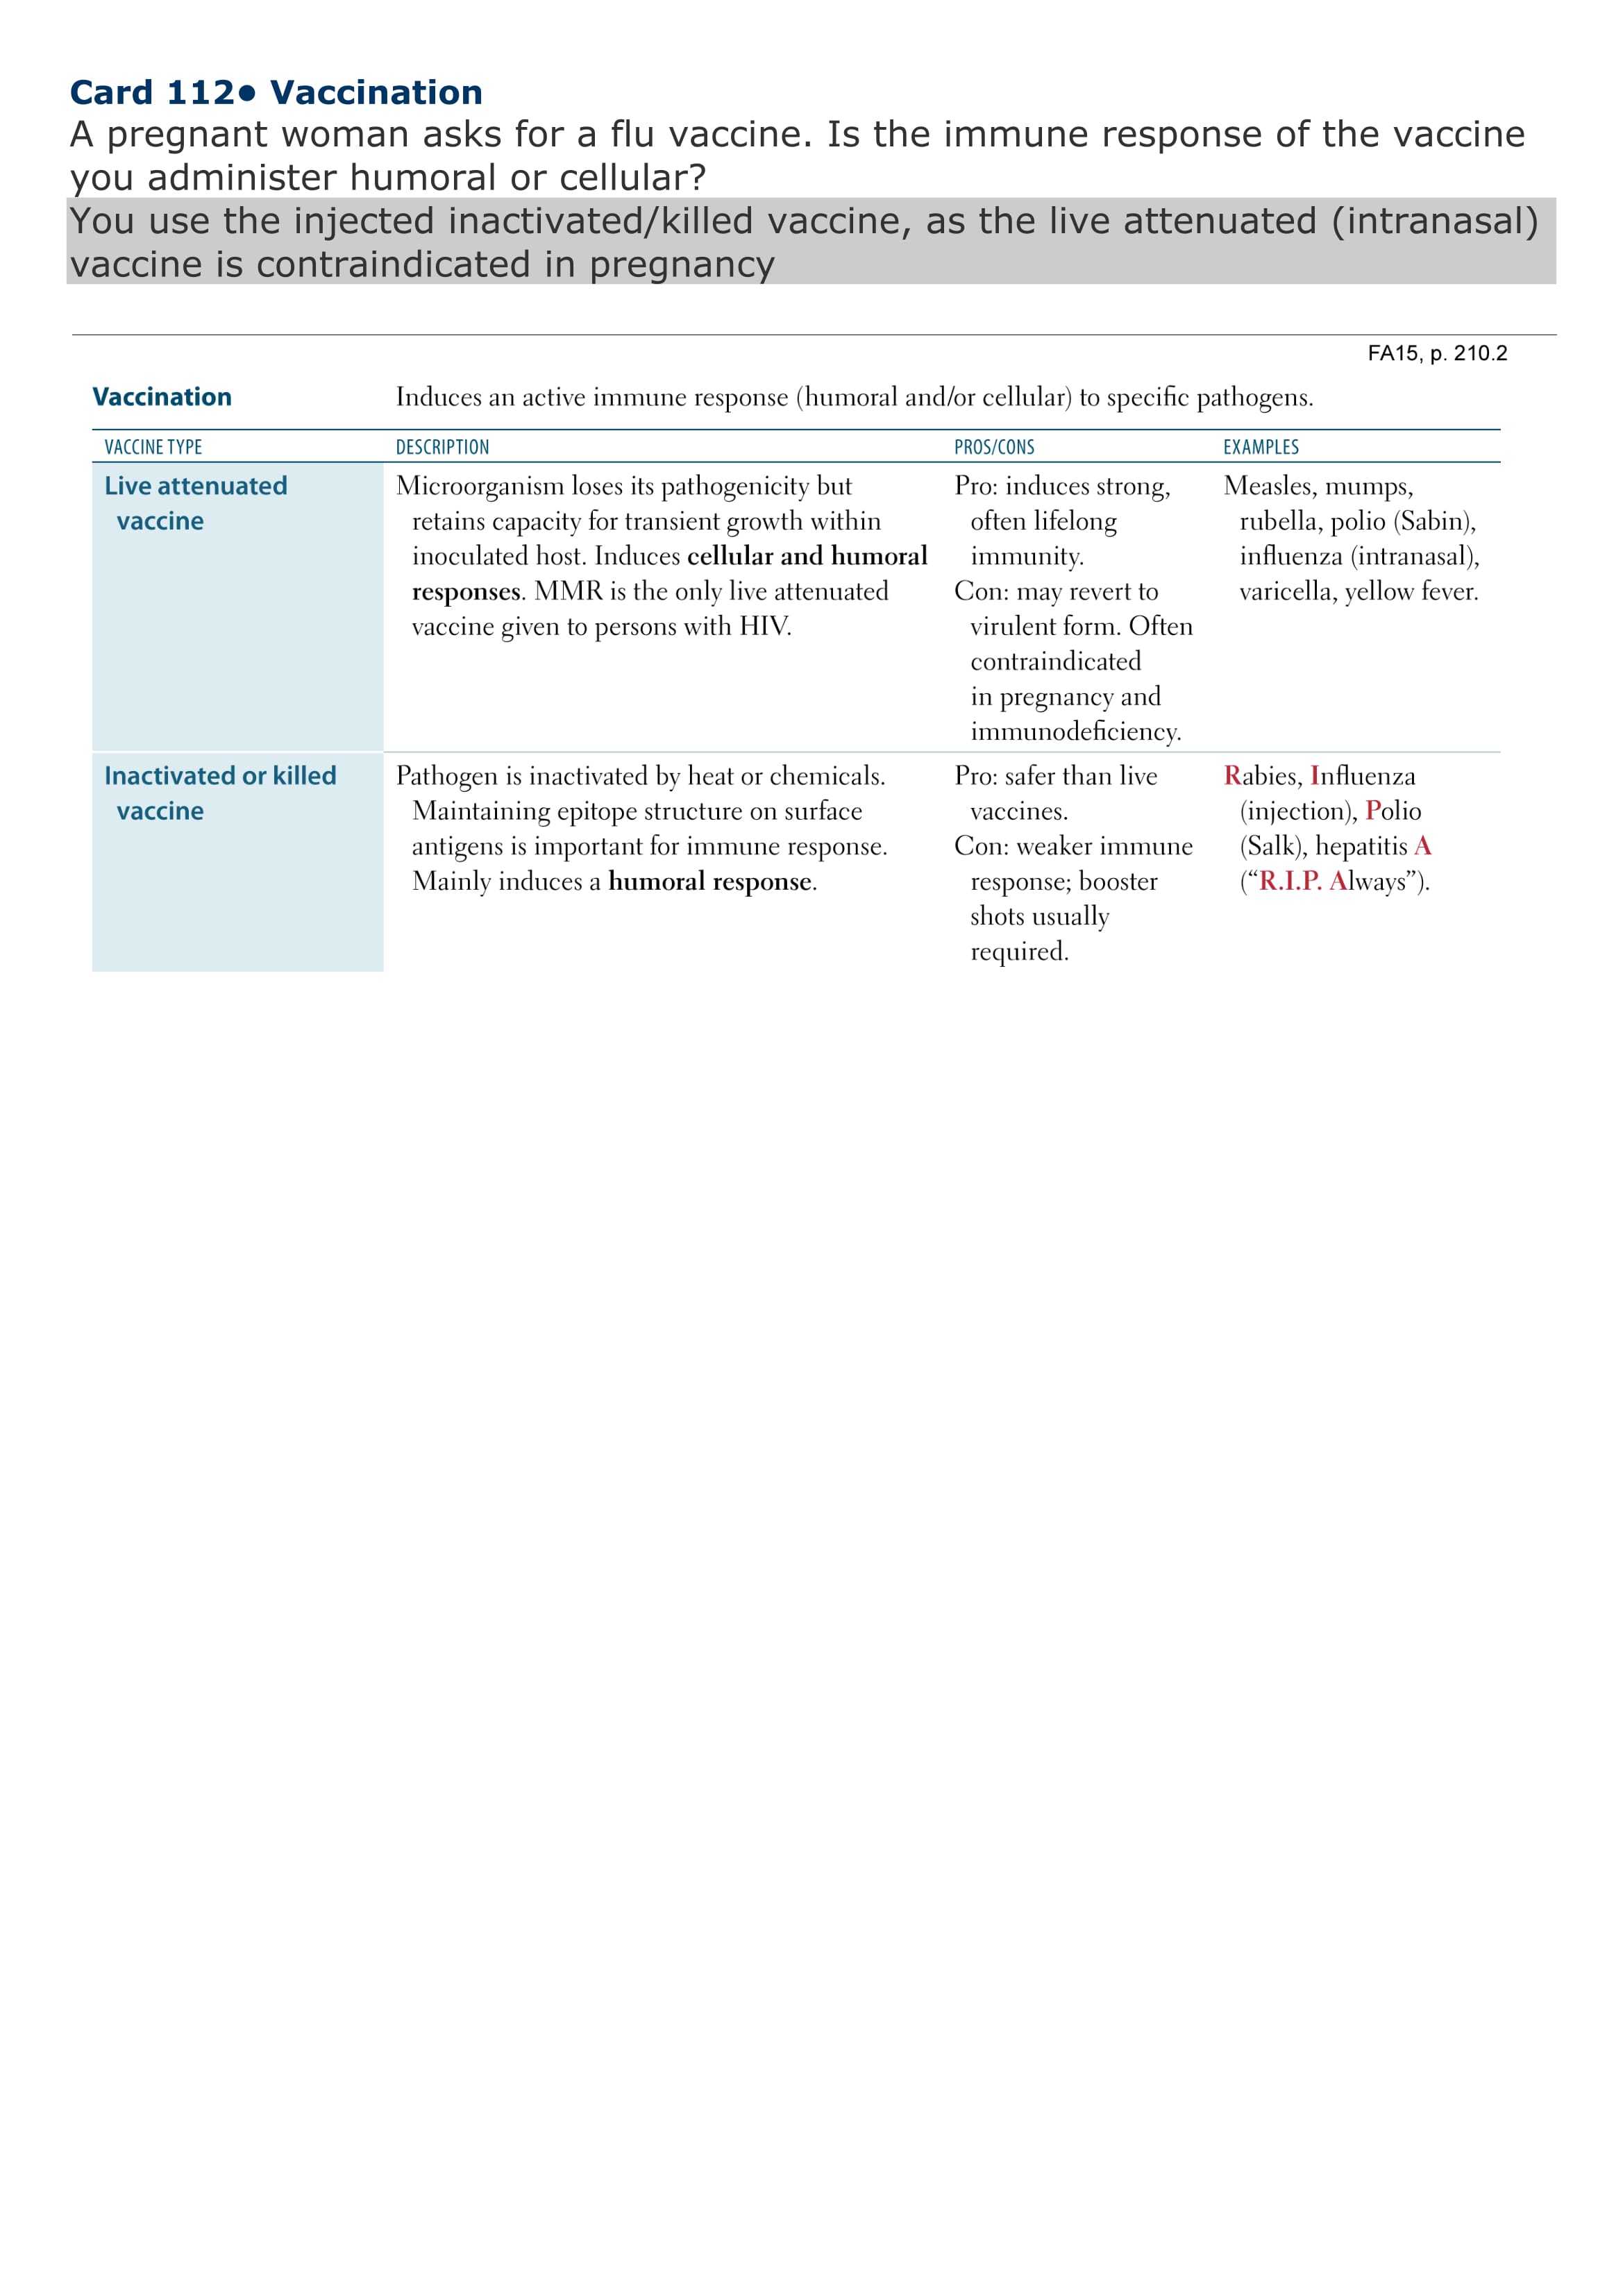 Card 112• Vaccination
A pregnant woman asks for a flu vaccine. Is the immune response of the vaccine
you administer humoral or cellular?
You use the injected inactivated/killed vaccine, as the live attenuated (intranasal)
vaccine is contraindicated in pregnancy
FA15, p. 210.2
Vaccination
Induces an active immune response (humoral and/or cellular) to specific pathogens.
VACCINE TYPE
DESCRIPTION
PROS/CONS
EXAMPLES
Live attenuated
vaccine
Microorganism loses its pathogenicity but
retains capacity for transient growth within
inoculated host. Induces cellular and humoral
responses. MMR is the only live attenuated
vaccine given to persons with HIV.
Pro: induces strong,
often lifelong
immunity.
Con: may revert to
virulent form. Often
contraindicated
in pregnancy and
immunodeficiency.
Measles, mumps,
rubella, polio (Sabin),
influenza (intranasal),
varicella, yellow fever.
Inactivated or killed
vaccine
Pathogen is inactivated by heat or chemicals.
Maintaining epitope structure on surface
antigens is important for immune response.
Mainly induces a humoral response.
Pro: safer than live
vaccines.
Con: weaker immune
response; booster
shots usually
required.
Rabies, Influenza
(injection), Polio
(Salk), hepatitis A
(“R.I.P. Always”).